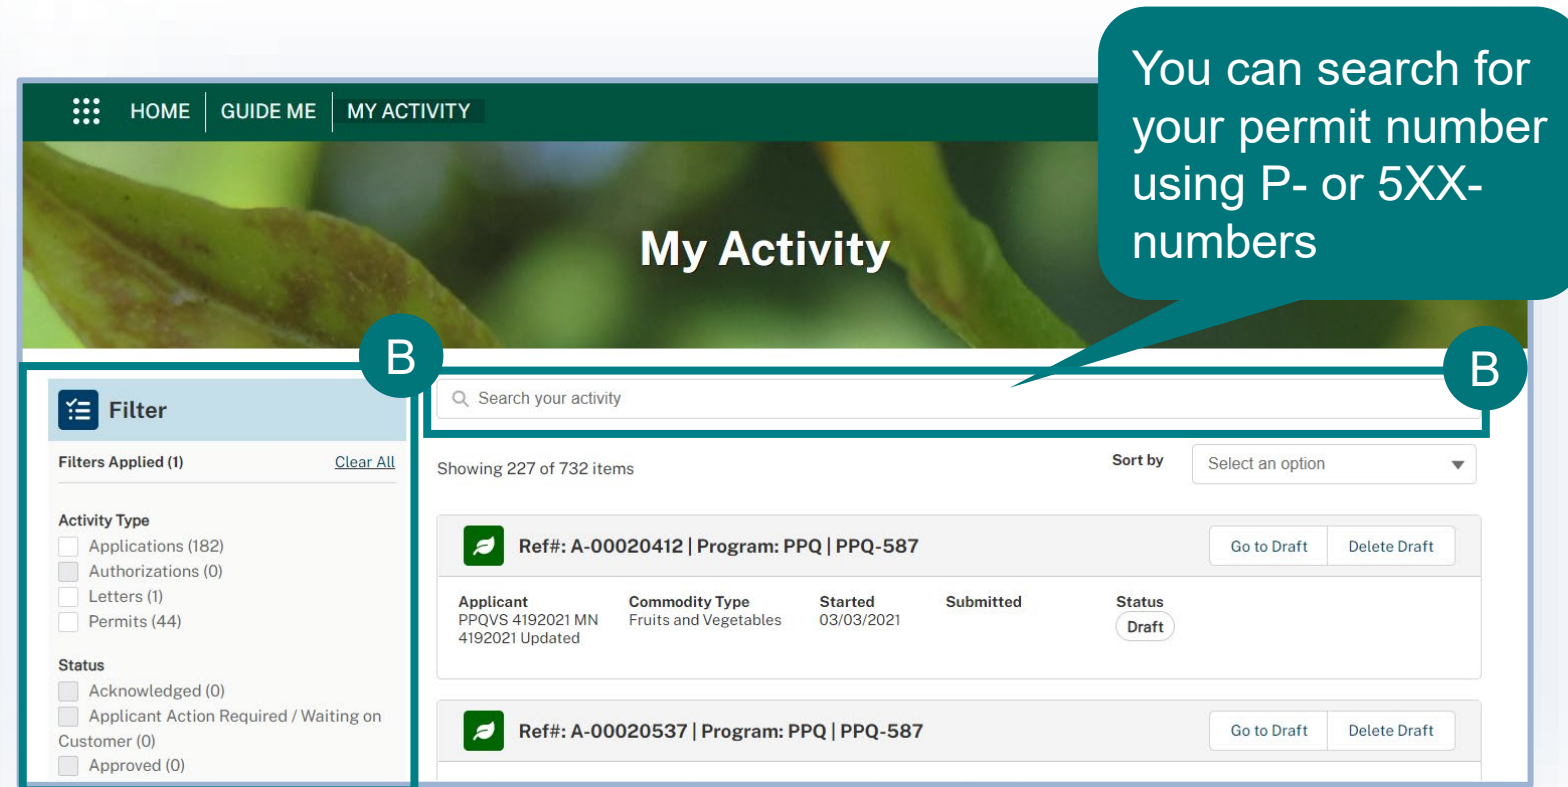 You can search for
your permit number
using P- or 5XX-
numbers
HOME GUIDE ME MY ACTIVITY
My Activity
B
B
Filter
Filters Applied (1) Clear All
Activity Type
Applications (182)
Authorizations (0)
Letters (1)
Permits (44)
Status
Acknowledged (0)
Applicant Action Required / Waiting on
Customer (0)
Approved (0)
Search your activity
Showing 227 of 732 items
Sort by Select an option
Ref#: A-00020412 | Program: PPQ | PPQ-587
Go to Draft Delete Draft
Applicant Commodity Type Started Submitted Status
PPQVS 4192021 MN Fruits and Vegetables 03/03/2021 Draft
4192021 Updated
Ref#: A-00020537 | Program: PPQ | PPQ-587
Go to Draft Delete Draft